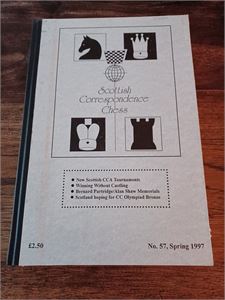 Scottish
Correspondence
Chess
● New Scottish CCA Tournaments
● Winning Without Castling
● Bernard Partridge/Alan Shaw Memorials
● Scotland hoping for CC Olympiad Bronze
£2.50 No. 57, Spring 1997